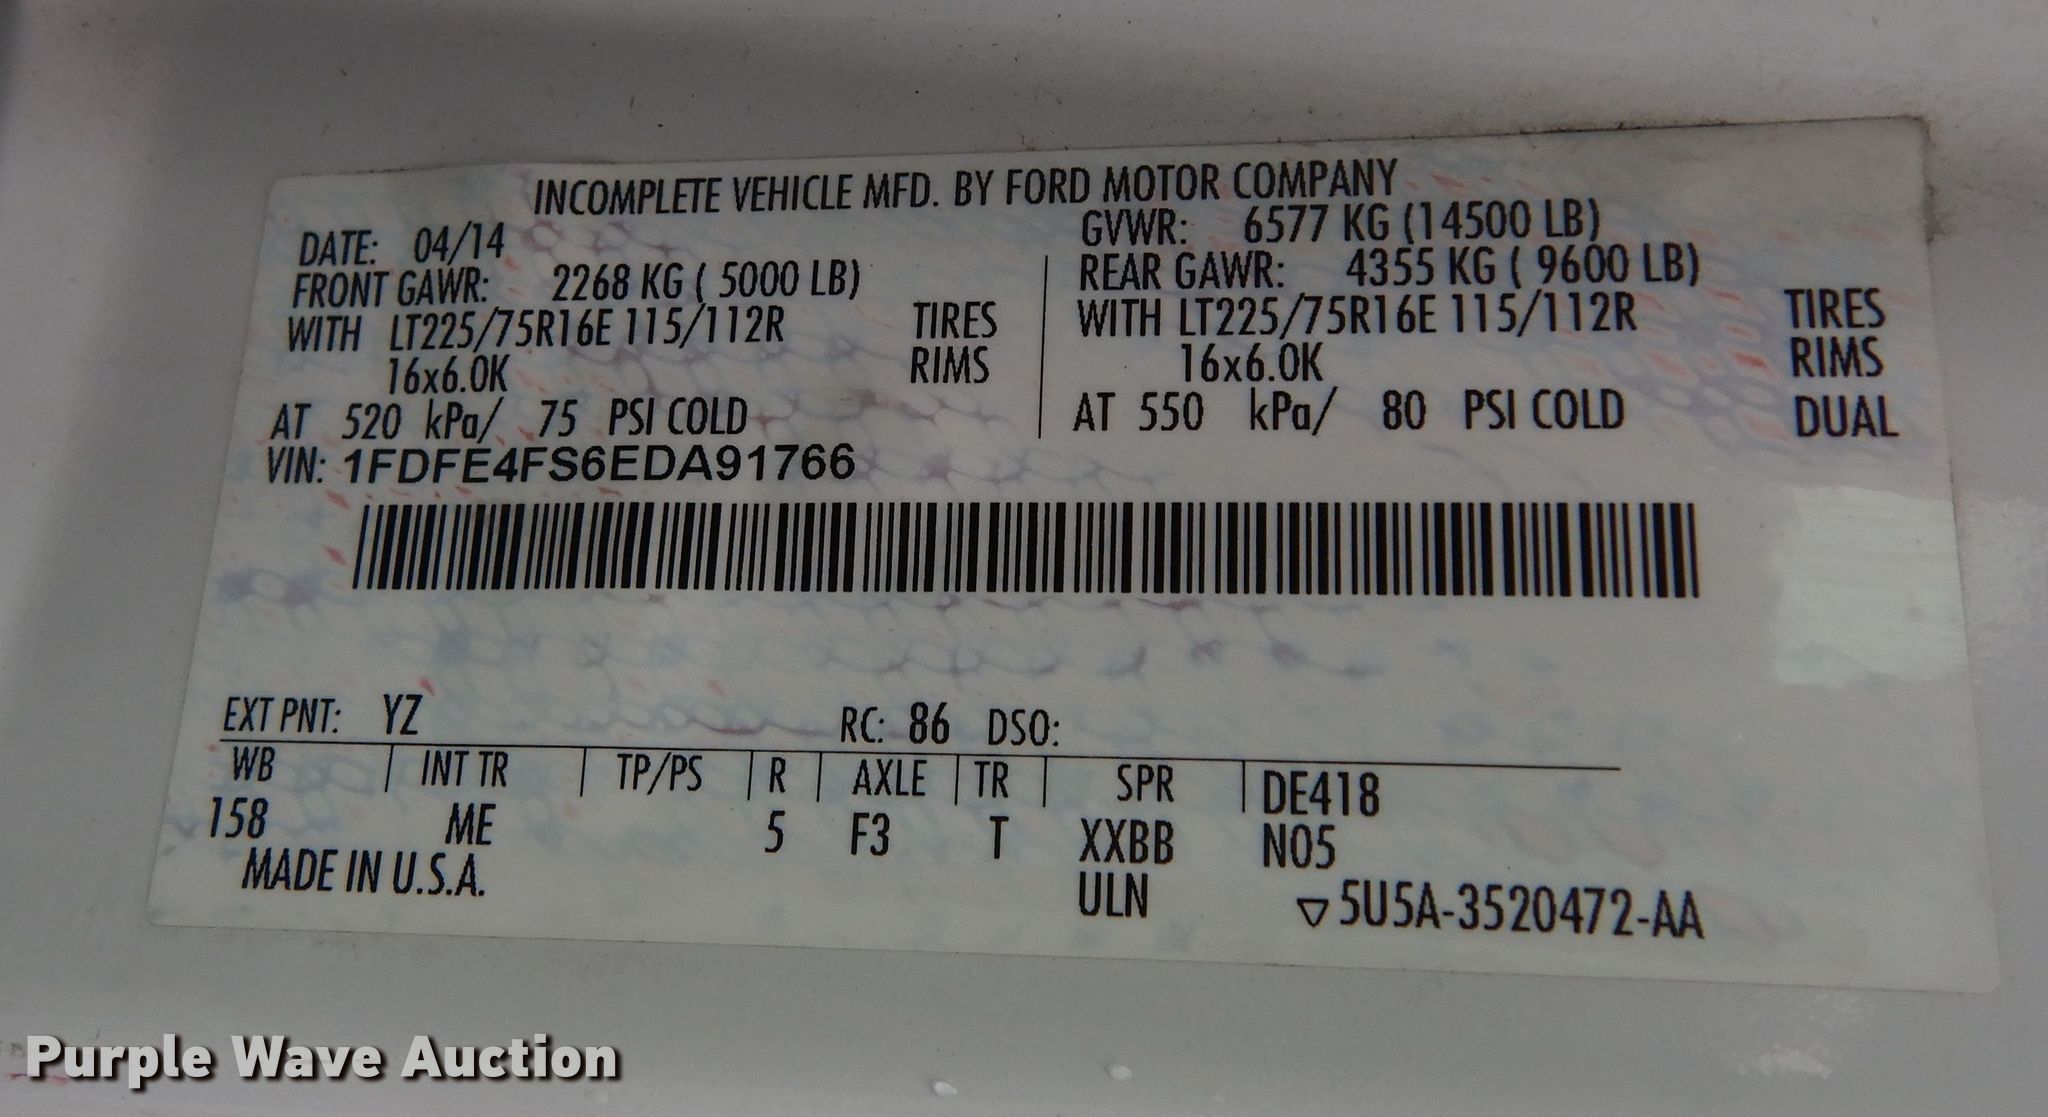 INCOMPLETE VEHICLE MFD. BY FORD MOTOR COMPANY
DATE: 04/14
GVWR: 6577 KG (14500 LB)
FRONT GAWR: 2268 KG ( 5000 LB)
REAR GAWR: 4355 KG ( 9600 LB)
WITH LT225/75R16E 115/112R TIRES
WITH LT225/75R16E 115/112R TIRES
16x6.0K RIMS
16x6.0K RIMS
AT 520 kPa/ 75 PSI COLD
AT 550 kPa/ 80 PSI COLD DUAL
VIN: 1FDFE4FS6EDA91766
EXT PNT: YZ RC: 86 DSO:
WB INT TR TP/PS R AXLE TR SPR DE418
158 ME 5 F3 T XXBB N05
MADE IN U.S.A. ULN ▽5U5A-3520472-AA
Purple Wave Auction